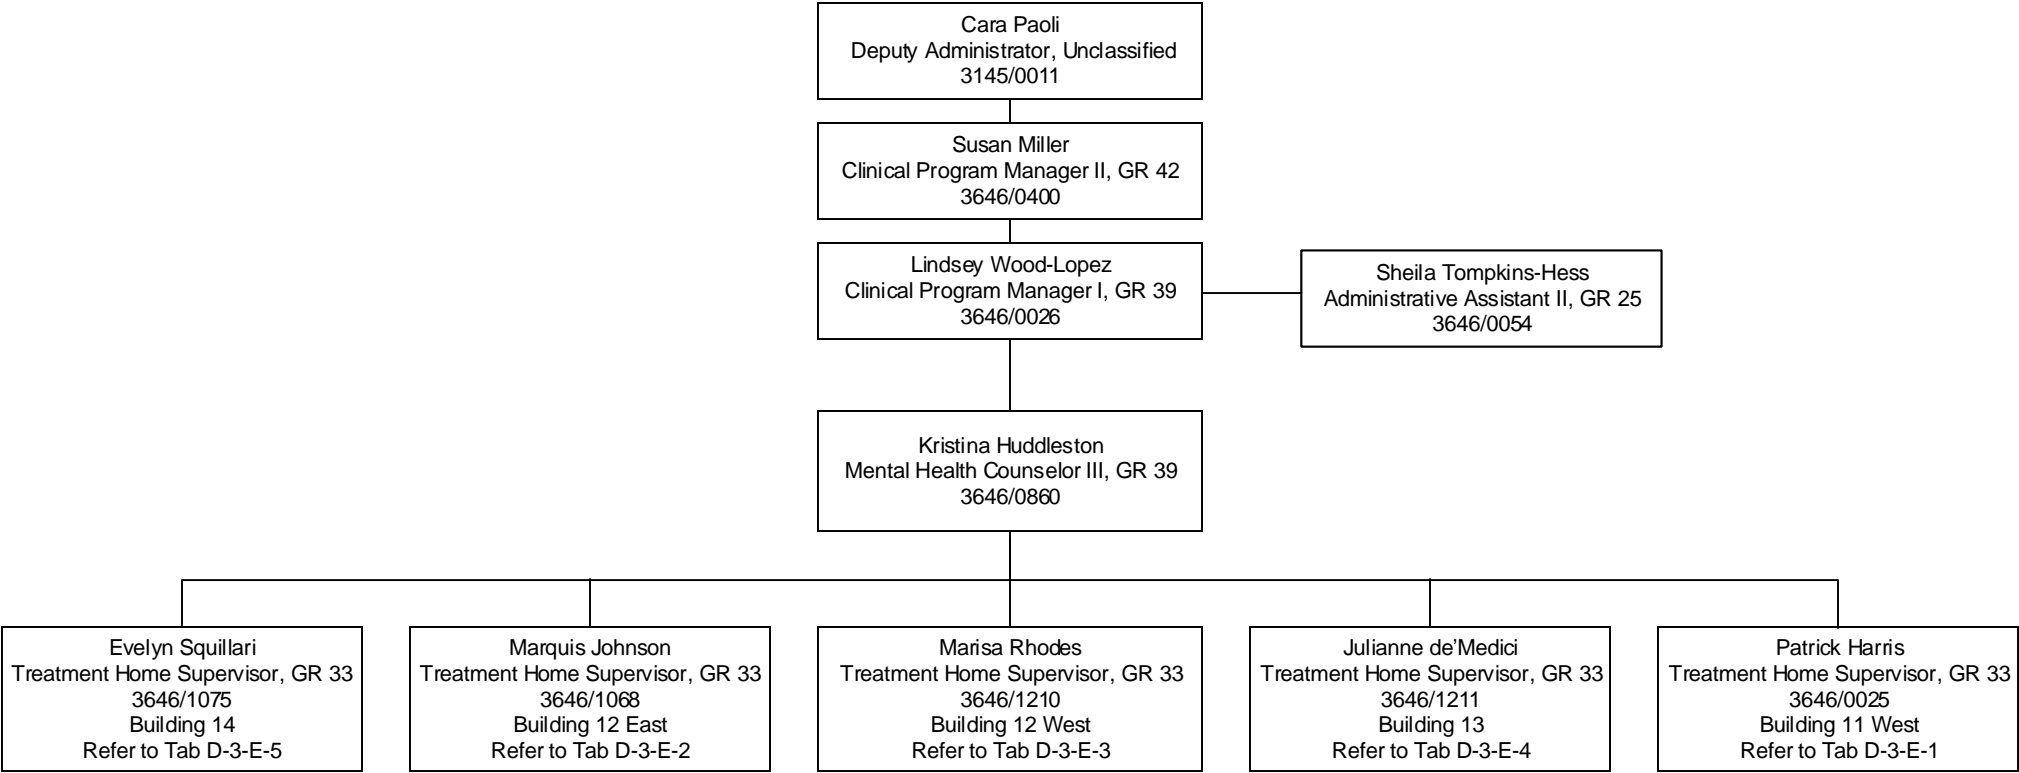 Cara Paoli
Deputy Administrator, Unclassified
3145/0011
Susan Miller
Clinical Program Manager II, GR 42
3646/0400
Lindsey Wood-Lopez
Clinical Program Manager I, GR 39
3646/0026
Sheila Tompkins-Hess
Administrative Assistant II, GR 25
3646/0054
Kristina Huddleston
Mental Health Counselor III, GR 39
3646/0860
Evelyn Squillari
Treatment Home Supervisor, GR 33
3646/1075
Building 14
Refer to Tab D-3-E-5
Marquis Johnson
Treatment Home Supervisor, GR 33
3646/1068
Building 12 East
Refer to Tab D-3-E-2
Marisa Rhodes
Treatment Home Supervisor, GR 33
3646/1210
Building 12 West
Refer to Tab D-3-E-3
Julianne de’Medici
Treatment Home Supervisor, GR 33
3646/1211
Building 13
Refer to Tab D-3-E-4
Patrick Harris
Treatment Home Supervisor, GR 33
3646/0025
Building 11 West
Refer to Tab D-3-E-1